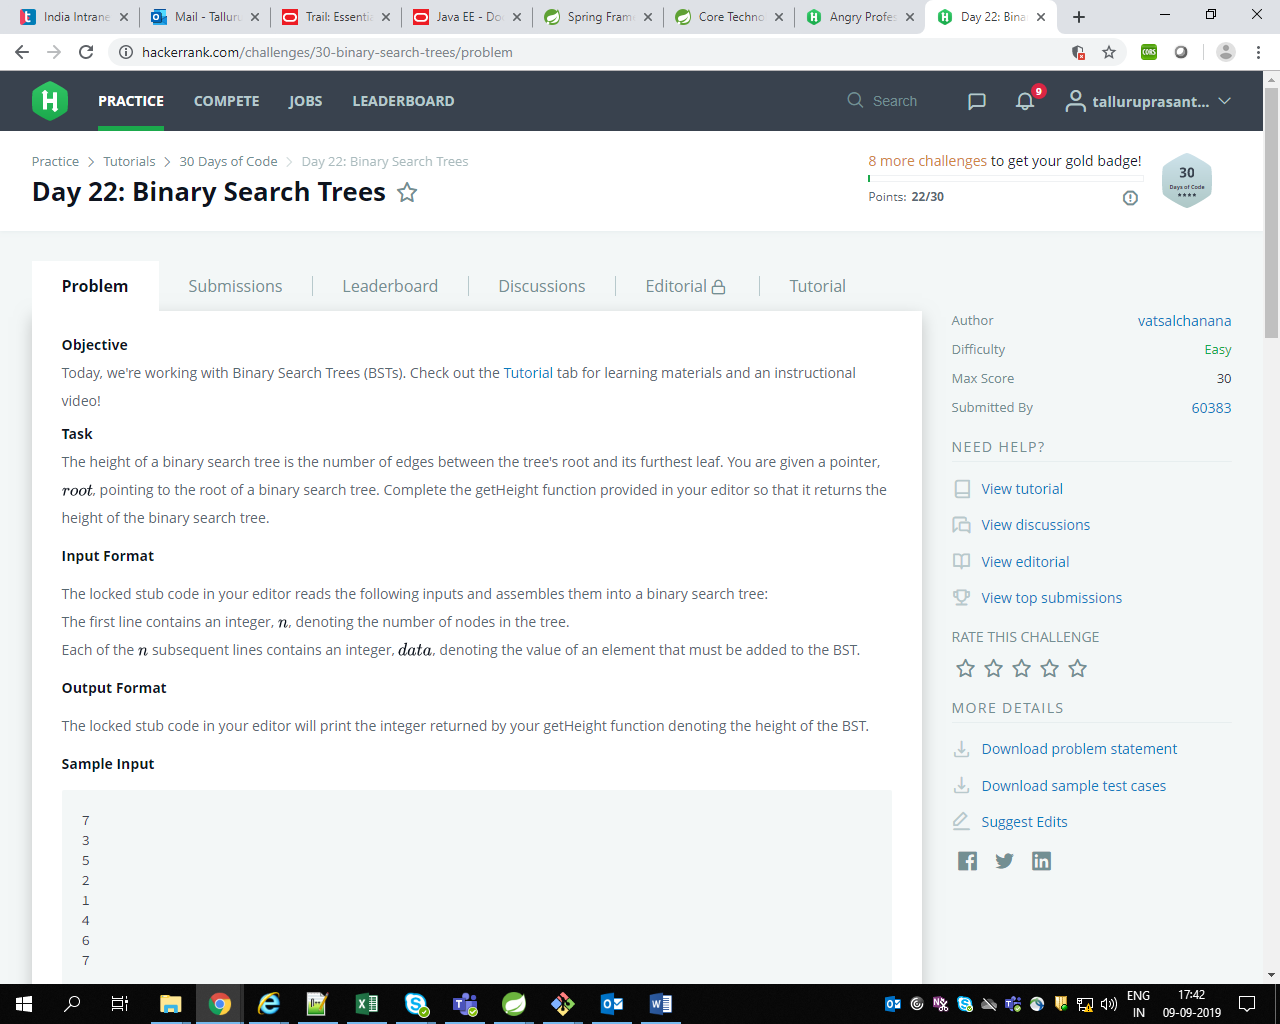 India Intrane
Mail - Tallur
Trail: Essentia
Java EE - Do
Spring Fram
Core Techno
Angry Profes
Day 22: Bina
hackerrank.com/challenges/30-binary-search-trees/problem
CORS
PRACTICE COMPETE JOBS LEADERBOARD
Search
9
talluruprasant...
Practice > Tutorials > 30 Days of Code > Day 22: Binary Search Trees
Day 22: Binary Search Trees
8 more challenges to get your gold badge!
Points: 22/30
30
Days of Code
Problem
Submissions
Leaderboard
Discussions
Editorial
Tutorial
Objective
Today, we're working with Binary Search Trees (BSTs). Check out the Tutorial tab for learning materials and an instructional
video!
Task
The height of a binary search tree is the number of edges between the tree's root and its furthest leaf. You are given a pointer,
root, pointing to the root of a binary search tree. Complete the getHeight function provided in your editor so that it returns the
height of the binary search tree.
Input Format
The locked stub code in your editor reads the following inputs and assembles them into a binary search tree:
The first line contains an integer, n, denoting the number of nodes in the tree.
Each of the n subsequent lines contains an integer, data, denoting the value of an element that must be added to the BST.
Output Format
The locked stub code in your editor will print the integer returned by your getHeight function denoting the height of the BST.
Sample Input
7
3
5
2
1
4
6
7
Author vatsalchanana
Difficulty Easy
Max Score 30
Submitted By 60383
NEED HELP?
View tutorial
View discussions
View editorial
View top submissions
RATE THIS CHALLENGE
MORE DETAILS
Download problem statement
Download sample test cases
Suggest Edits
ENG
IN
17:42
09-09-2019